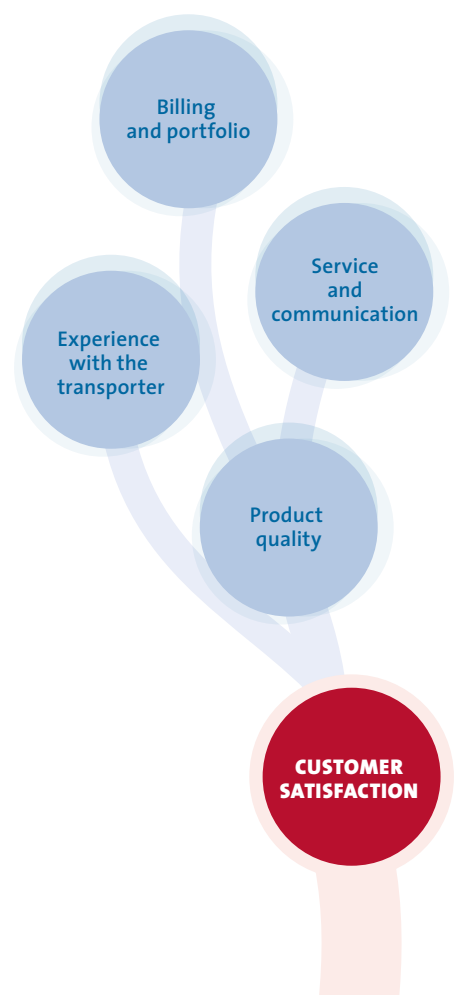 Billing
and portfolio
Service
and
communication
Experience
with the
transporter
Product
quality
CUSTOMER
SATISFACTION